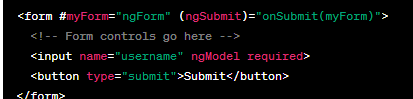 <form #myForm="ngForm" (ngSubmit)="onSubmit(myForm)">
<!-- Form controls go here -->
<input name="username" ngModel required>
<button type="submit">Submit</button>
</form>